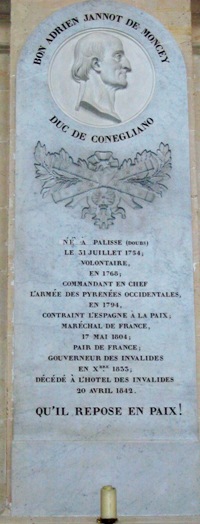 BON ADRIEN JANNOT DE MONCEY
DUC DE CONEGLIANO
NÉ À PALISSE (DOUBS)
LE 31 JUILLET 1754;
VOLONTAIRE,
EN 1768;
COMMANDANT EN CHEF
L'ARMÉE DES PYRENÉES OCCIDENTALES,
EN 1794,
CONTRAINT L'ESPAGNE À LA PAIX;
MARÉCHAL DE FRANCE,
17 MAI 1804;
PAIR DE FRANCE;
GOUVERNEUR DES INVALIDES
EN Xbre 1833;
DÉCÉDÉ À L'HOTEL DES INVALIDES
20 AVRIL 1842.
QU'IL REPOSE EN PAIX!